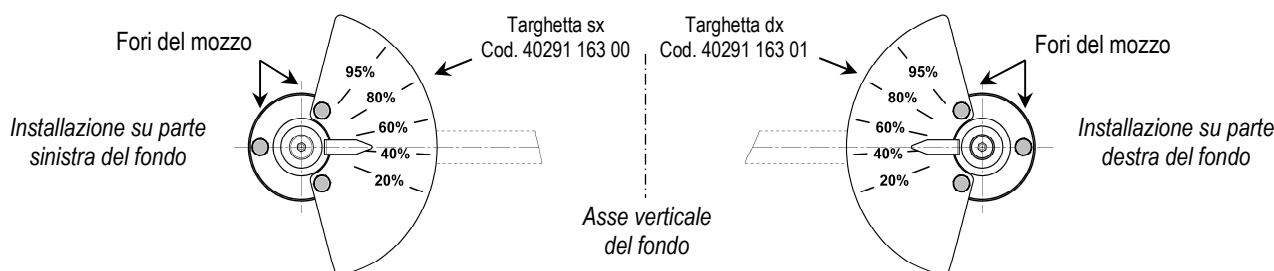 Targhetta sx
Cod. 40291 163 00
Targhetta dx
Cod. 40291 163 01
Fori del mozzo
Fori del mozzo
95%
80%
60%
40%
20%
95%
80%
60%
40%
20%
Installazione su parte
sinistra del fondo
Installazione su parte
destra del fondo
Asse verticale
del fondo